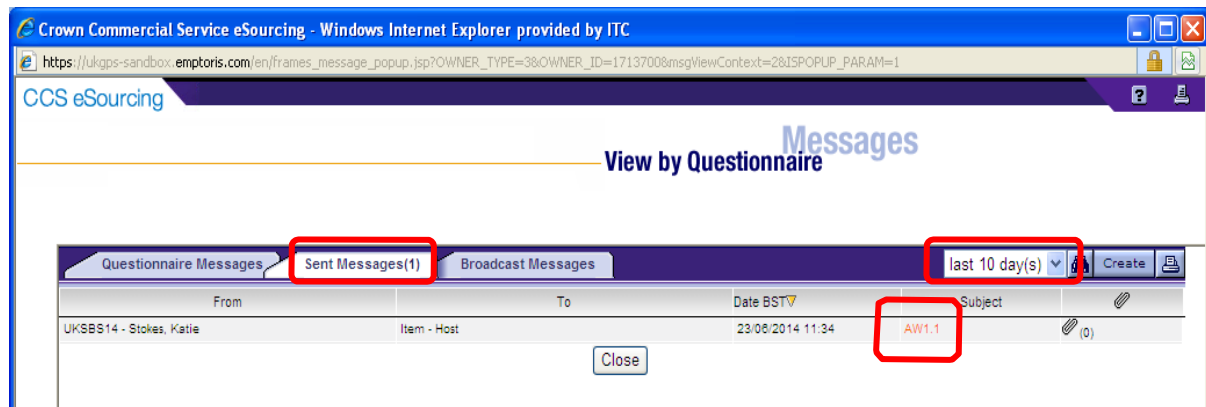 Crown Commercial Service eSourcing - Windows Internet Explorer provided by ITC
https://ukgps-sandbox.emptoris.com/en/frames_message_popup.jsp?OWNER_TYPE=3&OWNER_ID=1713700&msgViewContext=2&ISPOPUP_PARAM=1
CCS eSourcing ?
Messages
View by Questionnaire
Questionnaire Messages Sent Messages(1) Broadcast Messages last 10 day(s) Create
From To Date BST Subject
UKSBS14 - Stokes, Katie Item - Host 23/06/2014 11:34 AW1.1 (0)
Close